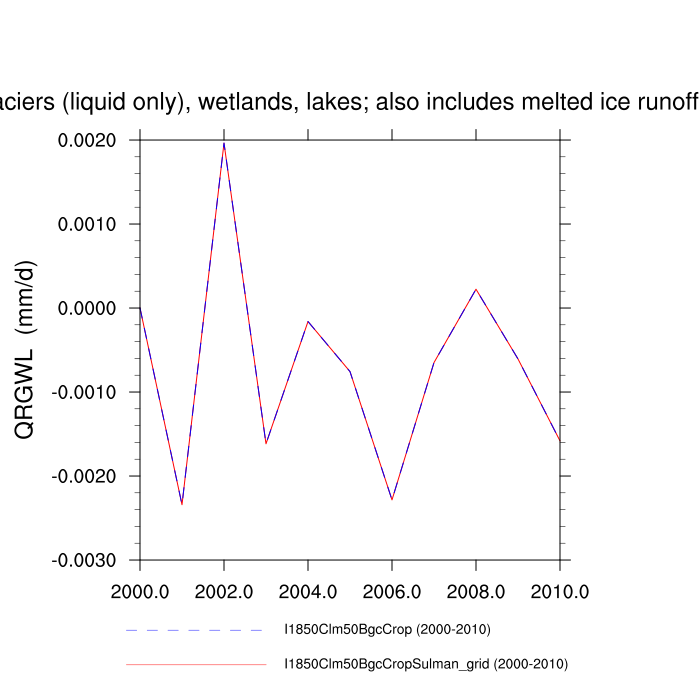 (liquid only), wetlands, lakes; also includes melted ice runoff
0.0020
0.0010
0.0000
-0.0010
-0.0020
-0.0030
QRGWL (mm/d)
2000.0 2002.0 2004.0 2006.0 2008.0 2010.0
I1850Clm50BgcCrop (2000-2010)
I1850Clm50BgcCropSulman_grid (2000-2010)